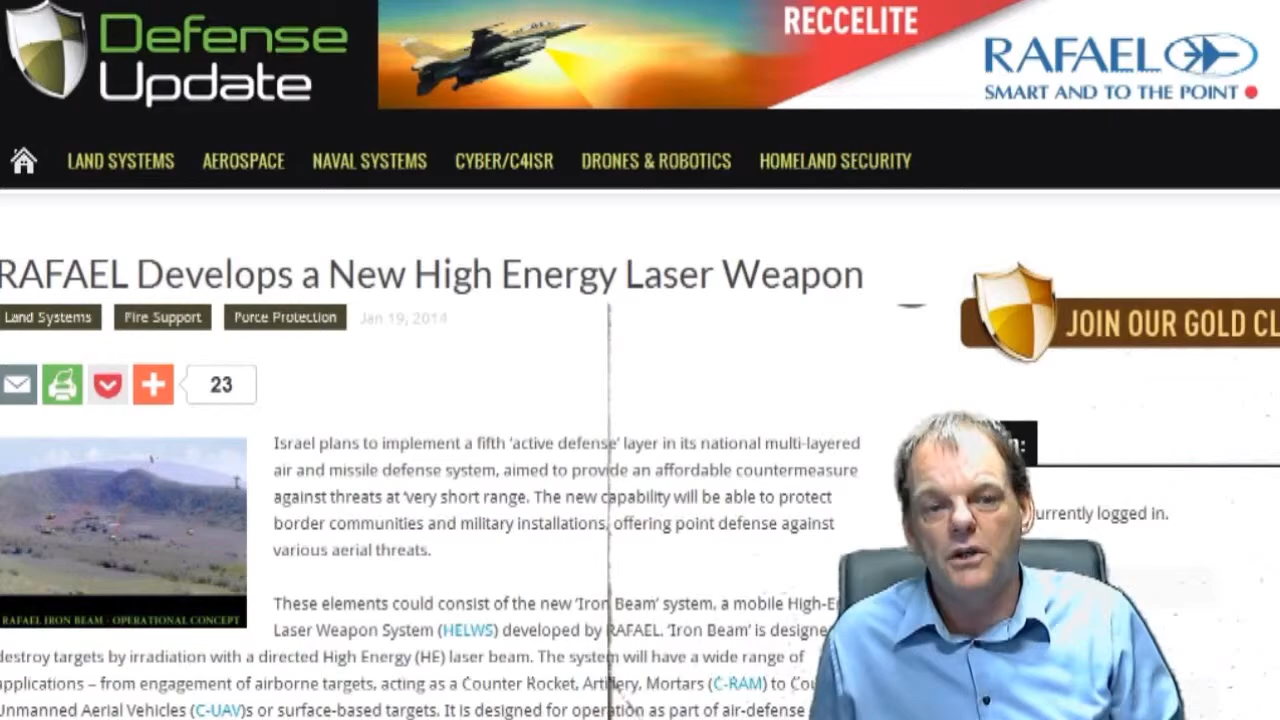 Defense
Update
RECCELITE
RAFAEL
SMART AND TO THE POINT
LAND SYSTEMS AEROSPACE NAVAL SYSTEMS CYBER/C4ISR DRONES & ROBOTICS HOMELAND SECURITY
RAFAEL Develops a New High Energy Laser Weapon
Land Systems Fire Support Force Protection Jan 19, 2014
JOIN OUR GOLD CL
23
Israel plans to implement a fifth 'active defense' layer in its national multi-layered
air and missile defense system, aimed to provide an affordable countermeasure
against threats at 'very short range. The new capability will be able to protect
border communities and military installations, offering point defense against
various aerial threats.
urrently logged in.
These elements could consist of the new 'Iron Beam' system, a mobile High-E
Laser Weapon System (HELWS) developed by RAFAEL. 'Iron Beam' is designe
destroy targets by irradiation with a directed High Energy (HE) laser beam. The system will have a wide range of
applications – from engagement of airborne targets, acting as a Counter Rocket, Artillery, Mortars (C-RAM) to Cou
Unmanned Aerial Vehicles (C-UAV)s or surface-based targets. It is designed for operation as part of air-defense
RAFAEL IRON BEAM - OPERATIONAL CONCEPT